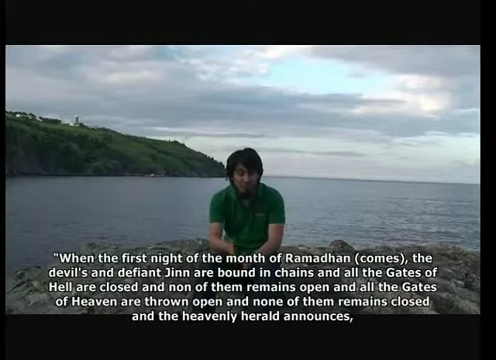 "When the first night of the month of Ramadhan (comes), the
devil's and defiant Jinn are bound in chains and all the Gates of
Hell are closed and non of them remains open and all the Gates
of Heaven are thrown open and none of them remains closed
and the heavenly herald announces,